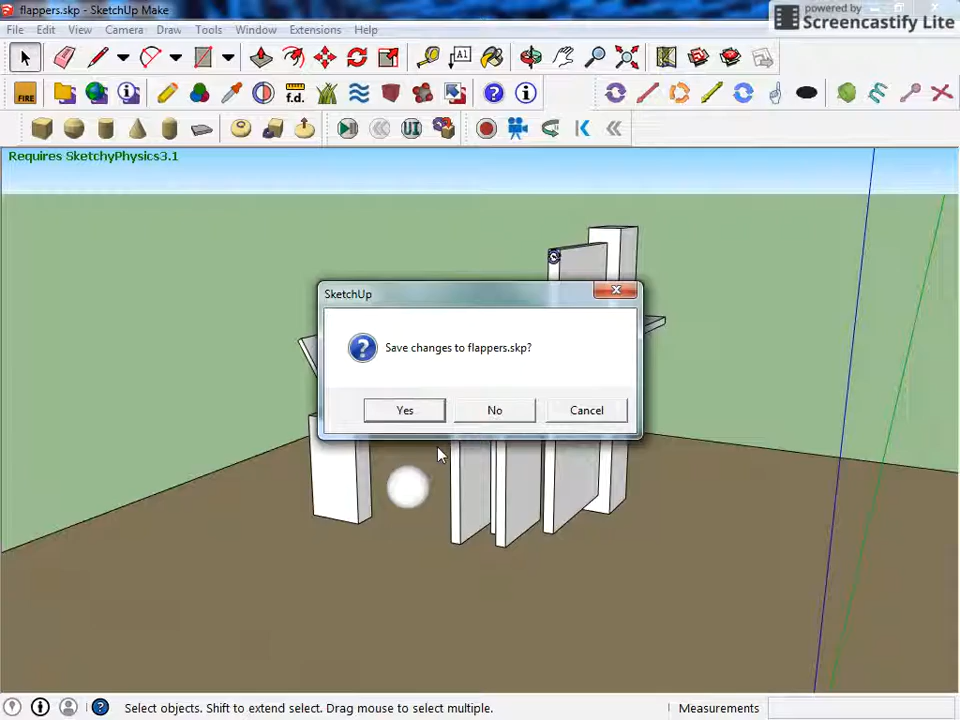 flappers.skp - SketchUp Make
powered by
Screencastify Lite
File Edit View Camera Draw Tools Window Extensions Help
A1
FIRE
f.d.
UI
Requires SketchyPhysics3.1
SketchUp
Save changes to flappers.skp?
Yes No Cancel
Select objects. Shift to extend select. Drag mouse to select multiple.
Measurements